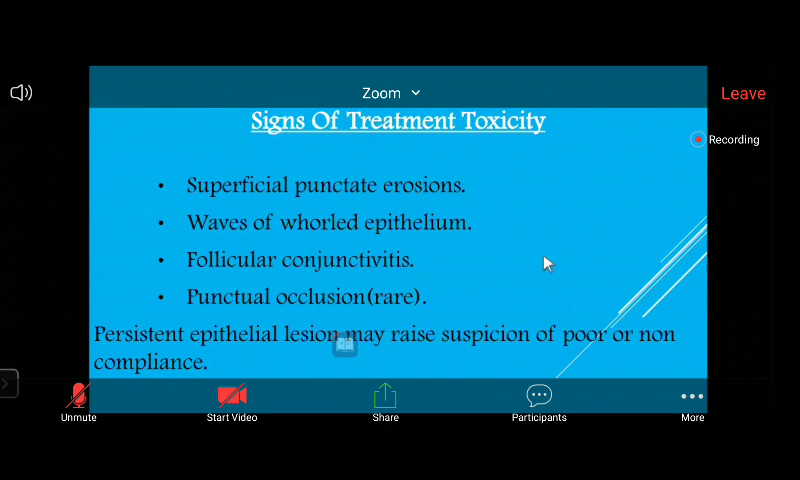 Zoom
Leave
Signs Of Treatment Toxicity
Recording
• Superficial punctate erosions.
• Waves of whorled epithelium.
• Follicular conjunctivitis.
• Punctual occlusion(rare).
Persistent epithelial lesion may raise suspicion of poor or non
compliance.
Unmute
Start Video
Share
Participants
More